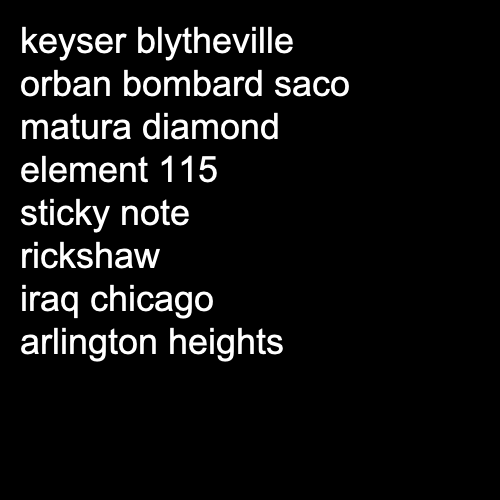 keyser blytheville
orban bombard saco
matura diamond
element 115
sticky note
rickshaw
iraq chicago
arlington heights